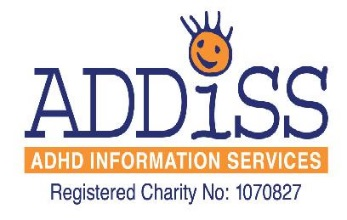 ADDiSS
ADHD INFORMATION SERVICES
Registered Charity No: 1070827